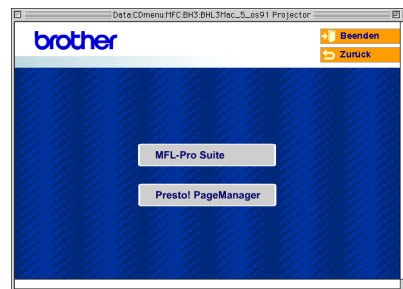 Data:CDmenu:MFC:BH3:BHL3Mac_5_os91 Projector
brother
Beenden
Zurück
MFL-Pro Suite
Presto! PageManager